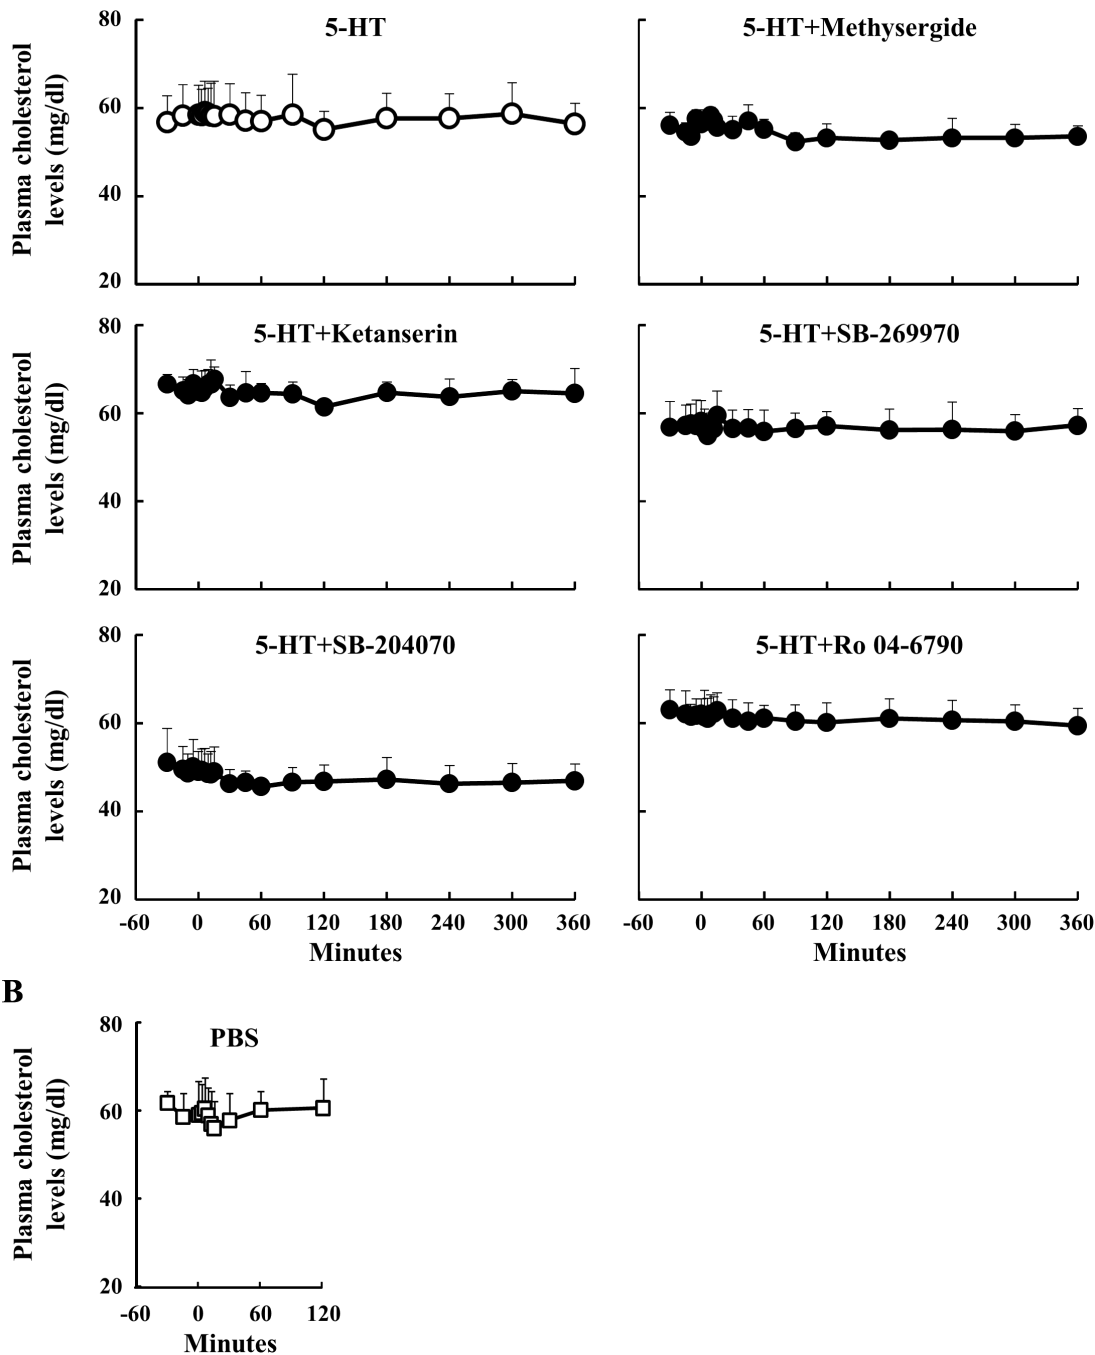 5-HT
5-HT+Methysergide
Plasma cholesterol
levels (mg/dl)
80
60
40
20
5-HT+Ketanserin
5-HT+SB-269970
Plasma cholesterol
levels (mg/dl)
80
60
40
20
5-HT+SB-204070
5-HT+Ro 04-6790
Plasma cholesterol
levels (mg/dl)
80
60
40
20
-60 0 60 120 180 240 300 360
-60 0 60 120 180 240 300 360
Minutes
Minutes
B
PBS
Plasma cholesterol
levels (mg/dl)
80
60
40
20
-60 0 60 120
Minutes